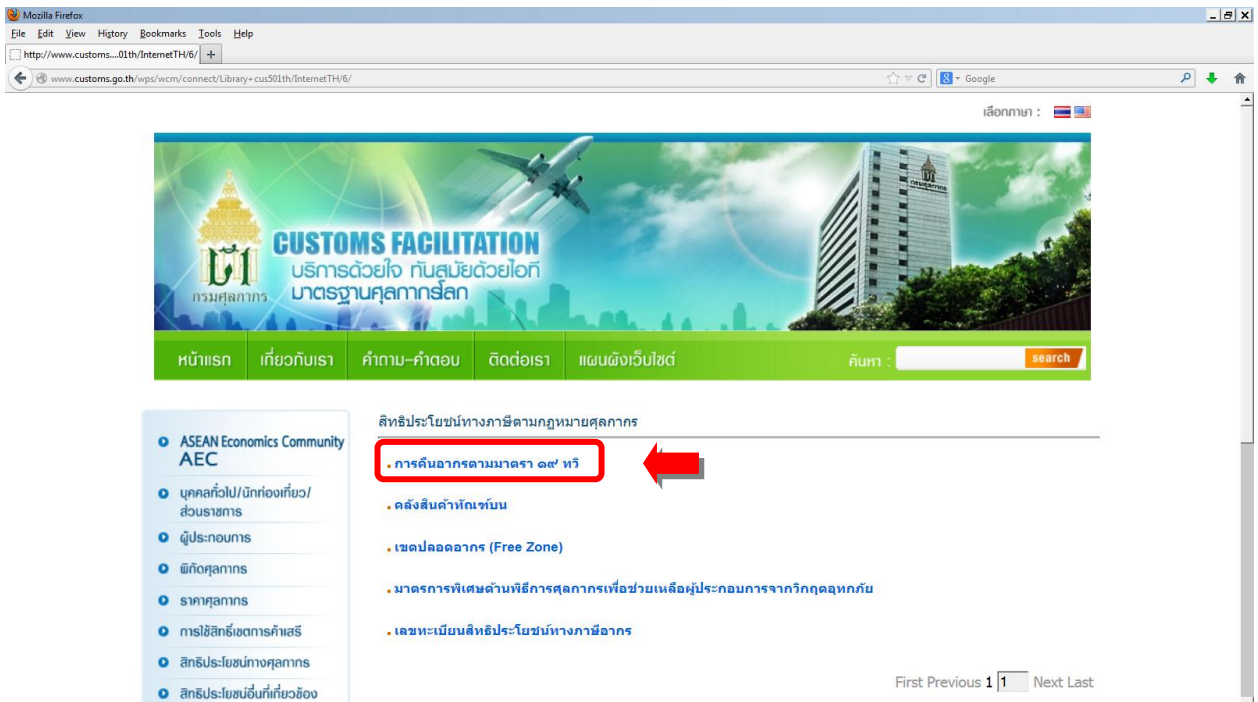 Mozilla Firefox
File Edit View History Bookmarks Tools Help
http://www.customs....01th/InternetTH/6/ +
www.customs.go.th/wps/wcm/connect/Library+cus501th/InternetTH/6/
Google
เลือกภาษา :
กรมศุลกากร
CUSTOMS FACILITATION
บริการด้วยใจ ทันสมัยด้วยไอที
มาตรฐานศุลกากรโลก
กรมศุลกากร
หน้าแรก เกี่ยวกับเรา คำถาม-คำตอบ ติดต่อเรา แผนผังเว็บไซต์ ค้นหา : search
สิทธิประโยชน์ทางภาษีตามกฎหมายศุลกากร
การคืนอากรตามมาตรา ๑๙ ทวิ
คลังสินค้าทัณฑ์บน
เขตปลอดอากร (Free Zone)
มาตรการพิเศษด้านพิธีการศุลกากรเพื่อช่วยเหลือผู้ประกอบการจากวิกฤตอุทกภัย
เลขทะเบียนสิทธิประโยชน์ทางภาษีอากร
First Previous 1 1 Next Last
ASEAN Economics Community
AEC
บุคคลทั่วไป/นักท่องเที่ยว/
ส่วนราชการ
ผู้ประกอบการ
พิกัดศุลกากร
ราคาศุลกากร
การใช้สิทธิ์เขตการค้าเสรี
สิทธิประโยชน์ทางศุลกากร
สิทธิประโยชน์อื่นที่เกี่ยวข้อง